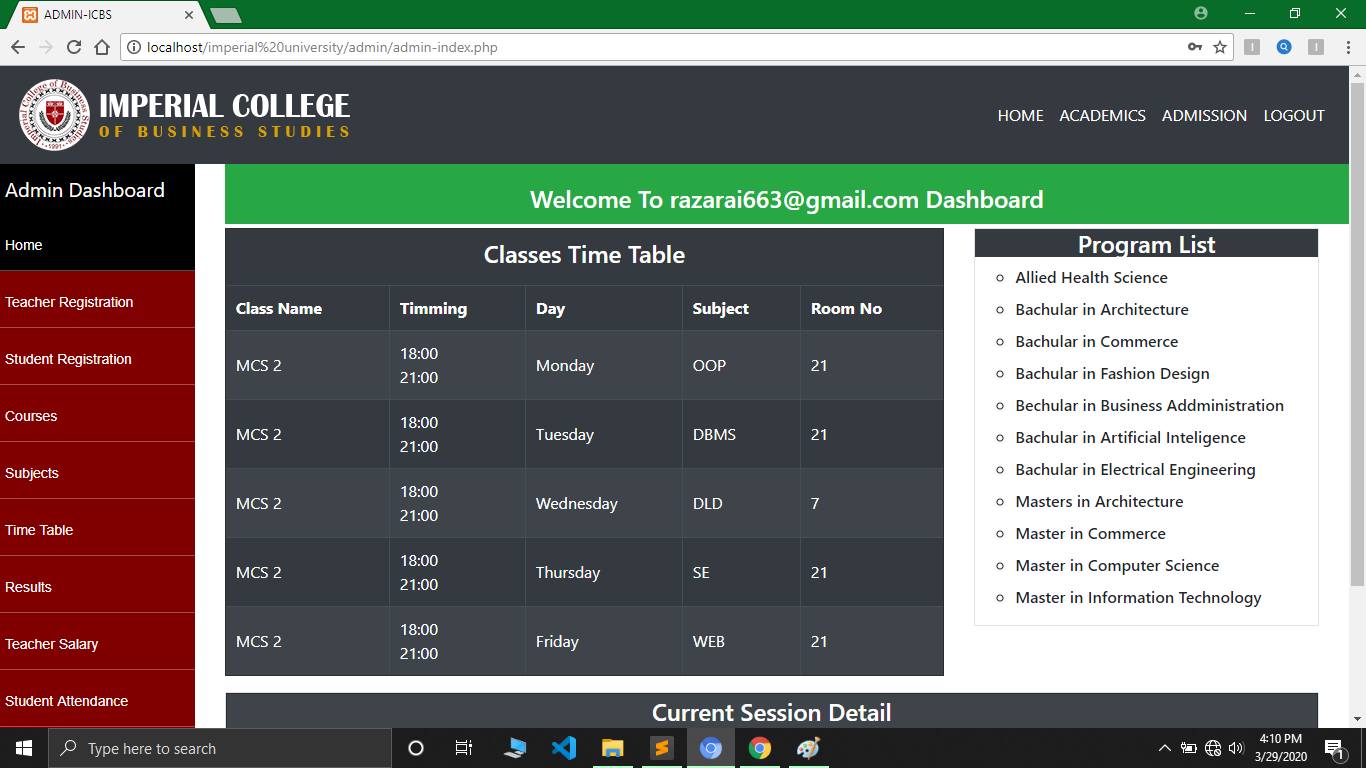 ADMIN-ICBS
localhost/imperial%20university/admin/admin-index.php
Imperial College of Business Studies
1991
IMPERIAL COLLEGE
OF BUSINESS STUDIES
HOME ACADEMICS ADMISSION LOGOUT
Admin Dashboard
Home
Teacher Registration
Student Registration
Courses
Subjects
Time Table
Results
Teacher Salary
Student Attendance
Welcome To razarai663@gmail.com Dashboard
Classes Time Table
Class Name Timming Day Subject Room No
MCS 2 18:00 Monday OOP 21
21:00
MCS 2 18:00 Tuesday DBMS 21
21:00
MCS 2 18:00 Wednesday DLD 7
21:00
MCS 2 18:00 Thursday SE 21
21:00
MCS 2 18:00 Friday WEB 21
21:00
Program List
Allied Health Science
Bachular in Architecture
Bachular in Commerce
Bachular in Fashion Design
Bechular in Business Addministration
Bachular in Artificial Inteligence
Bachular in Electrical Engineering
Masters in Architecture
Master in Commerce
Master in Computer Science
Master in Information Technology
Current Session Detail
Type here to search
4:10 PM
3/29/2020
1